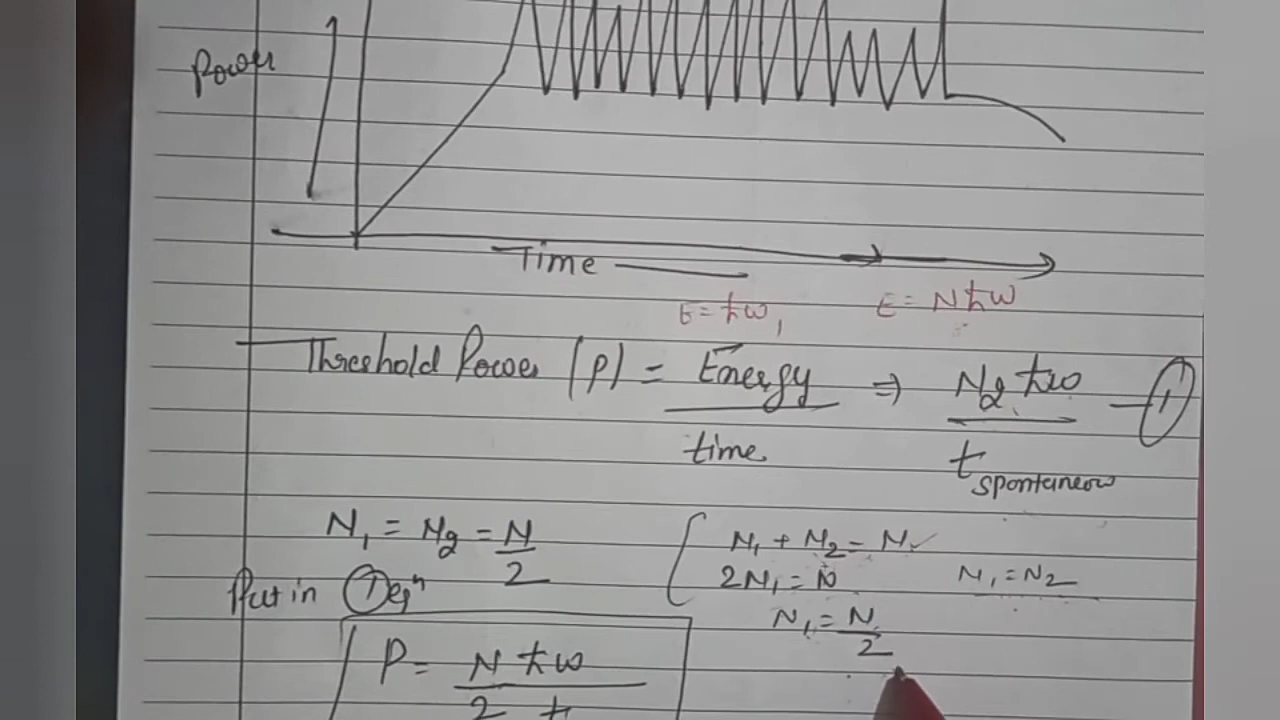 Power
Time
E = ħω,
E = Nħω
Threshold Power (P) = Energy / time ⇒ N2 ħω / t spontaneous — ①
N1 = N2 = N/2
N1 + N2 = N
2N1 = N
N1 = N2
N1 = N/2
Put in ① eqn
P = N ħω / 2 t